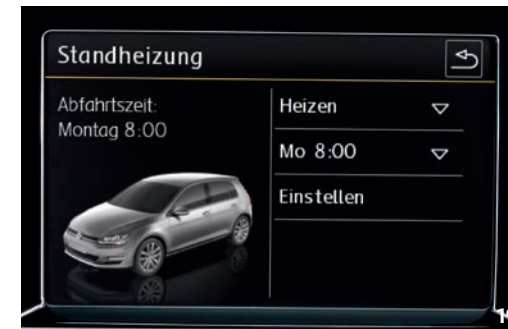 Standheizung
Abfahrtszeit:
Montag 8:00
Heizen
Mo 8:00
Einstellen